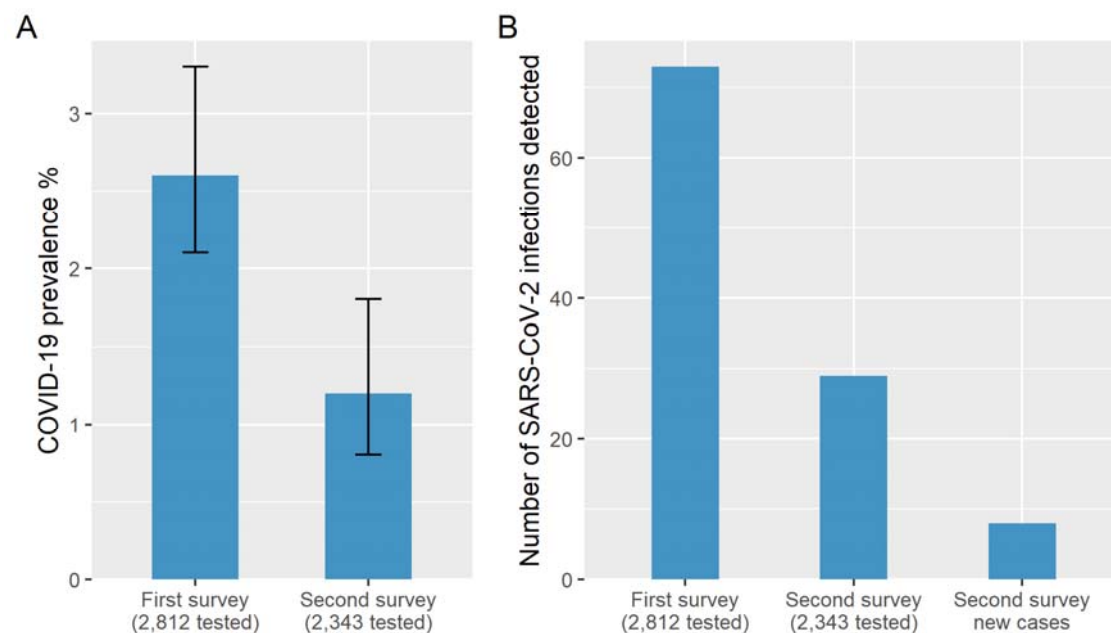 A
COVID-19 prevalence %
3
2
1
0
First survey
(2,812 tested)
Second survey
(2,343 tested)
B
Number of SARS-CoV-2 infections detected
60
40
20
0
First survey
(2,812 tested)
Second survey
(2,343 tested)
Second survey
new cases